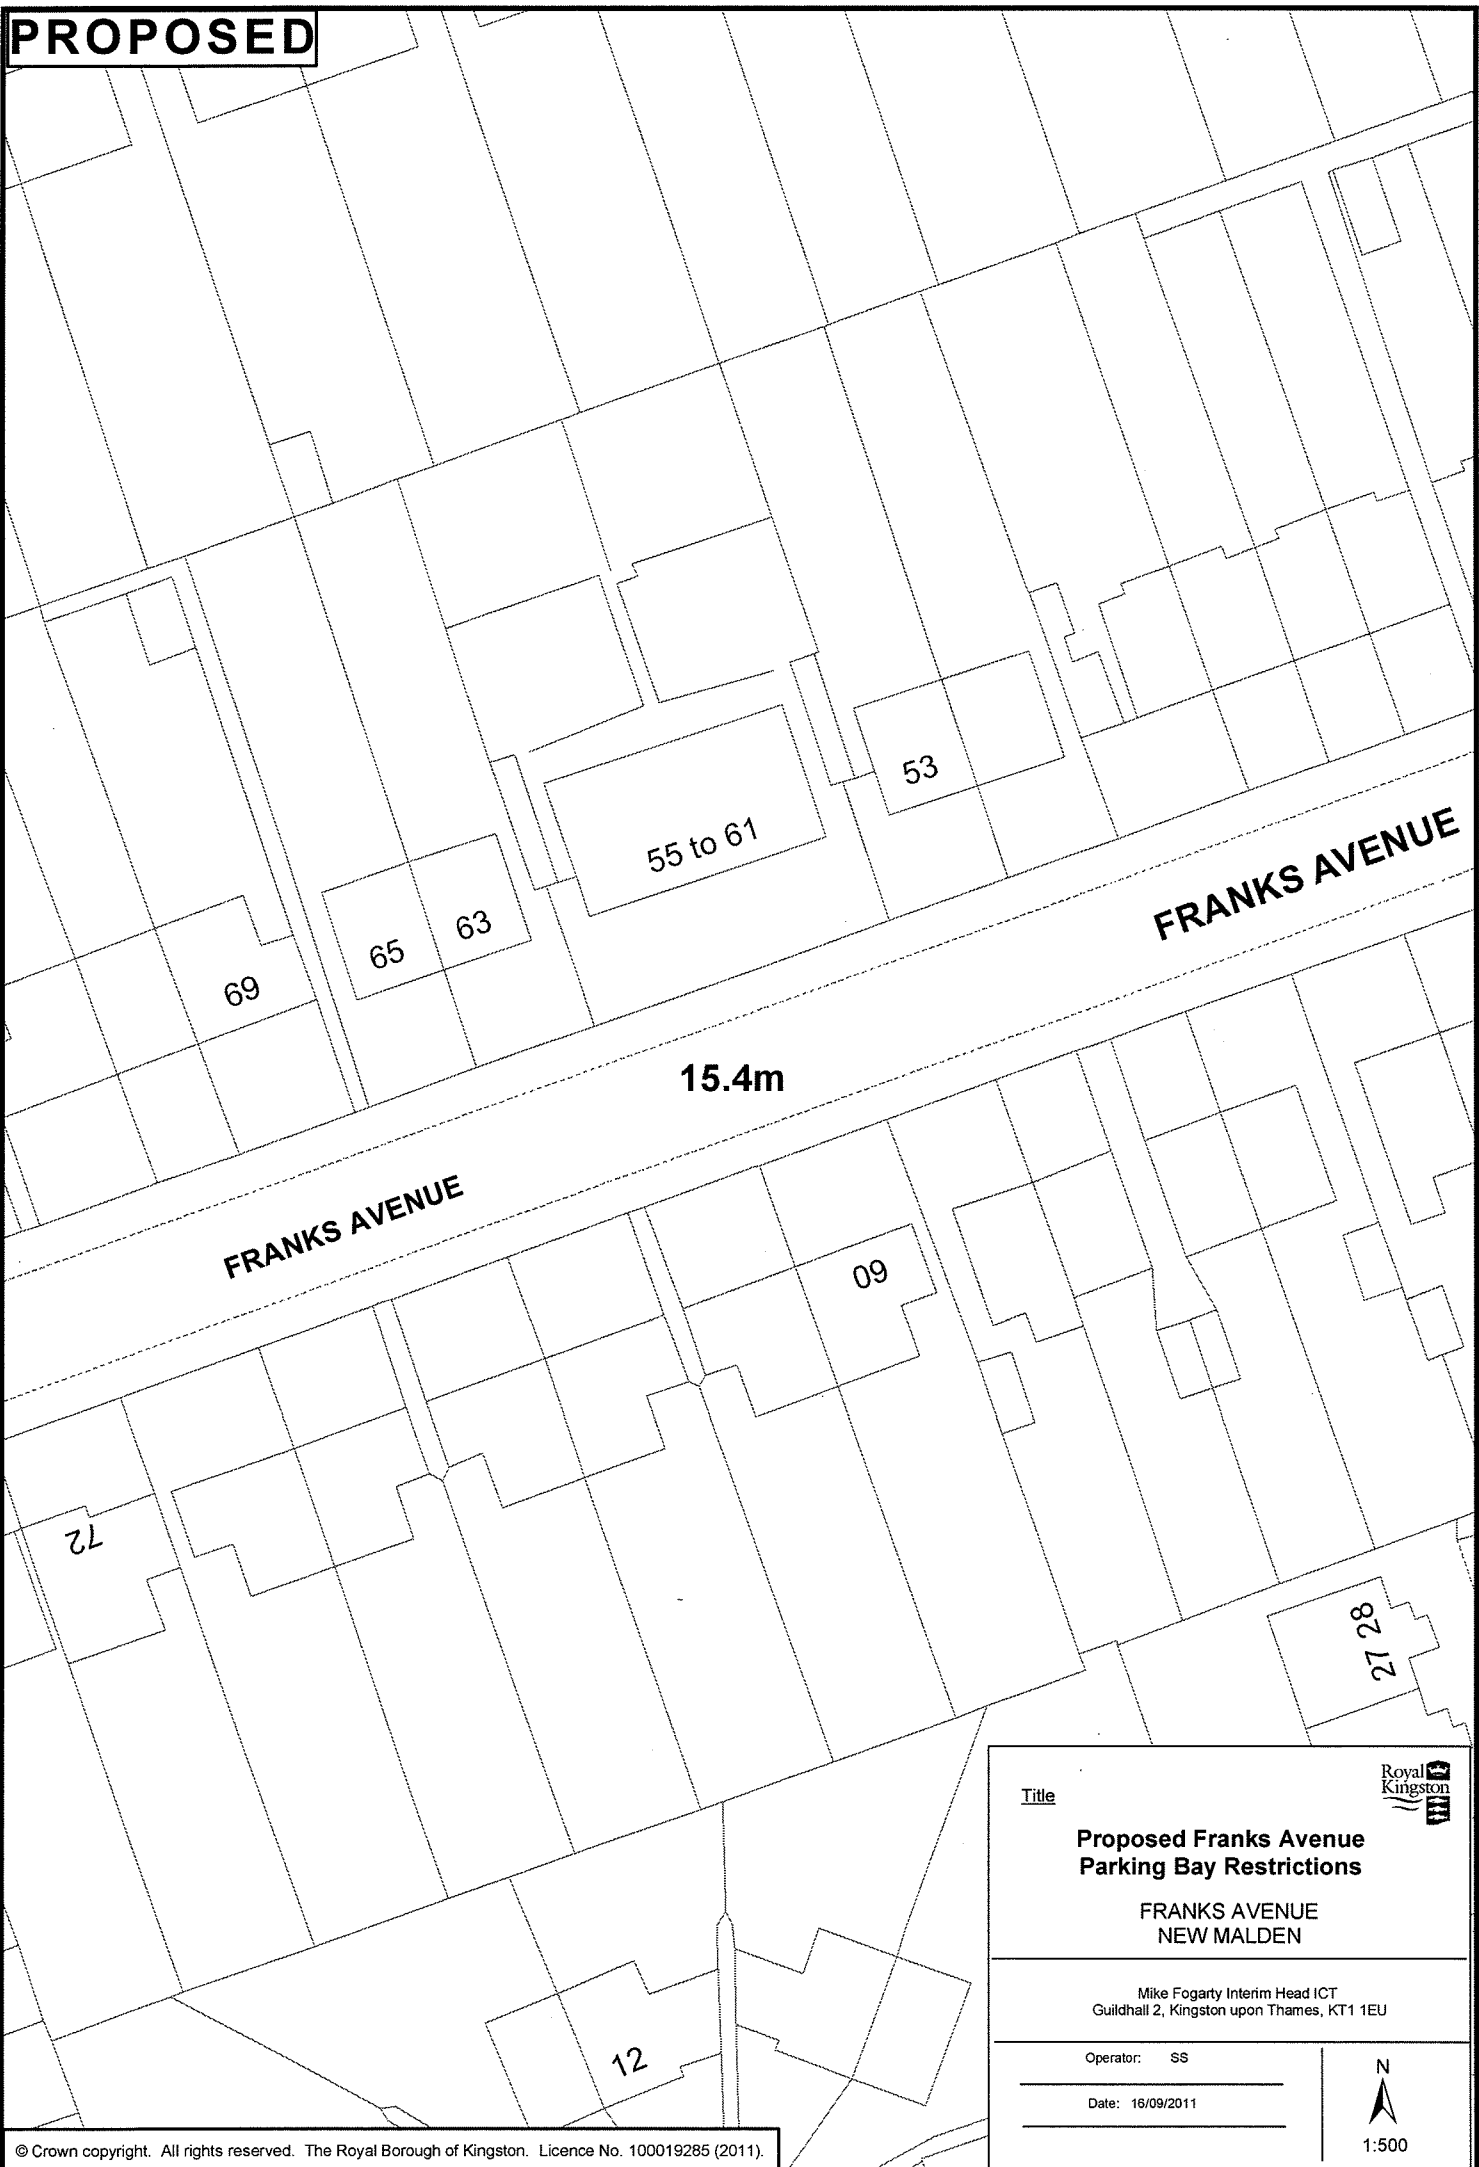 PROPOSED
53
55 to 61
FRANKS AVENUE
63
65
69
15.4m
FRANKS AVENUE
60
72
27 28
12
Title
Royal
Kingston
Proposed Franks Avenue
Parking Bay Restrictions
FRANKS AVENUE
NEW MALDEN
Mike Fogarty Interim Head ICT
Guildhall 2, Kingston upon Thames, KT1 1EU
Operator: SS
Date: 16/09/2011
N
1:500
© Crown copyright. All rights reserved. The Royal Borough of Kingston. Licence No. 100019285 (2011).